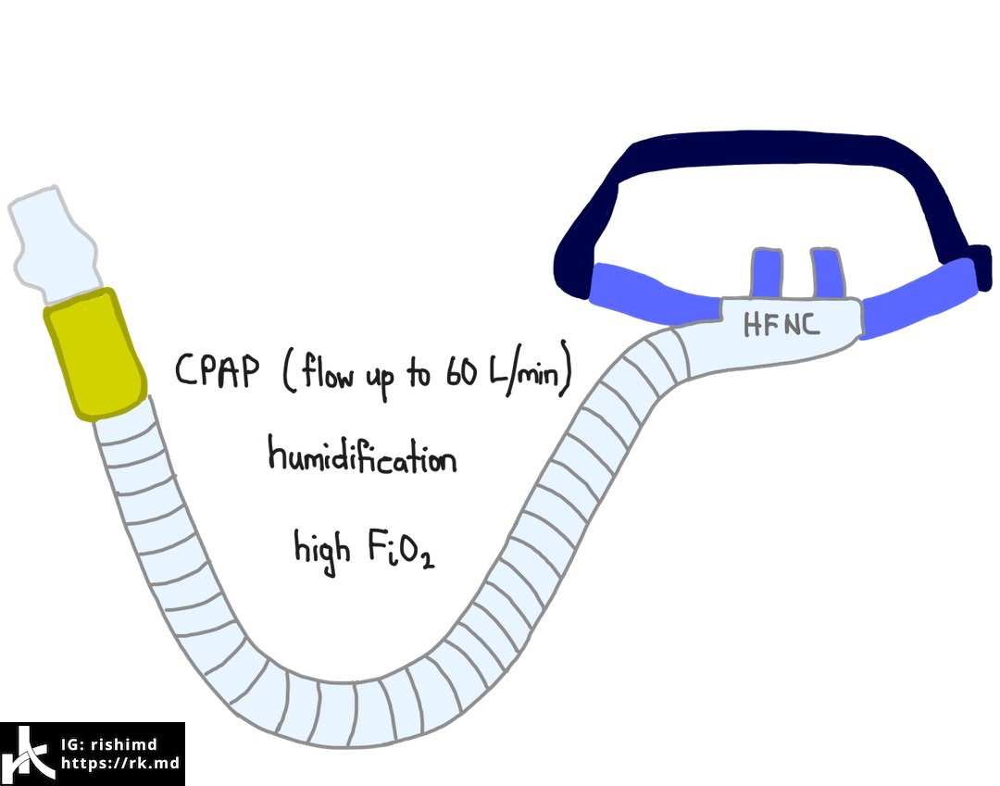 HFNC
CPAP (flow up to 60 L/min)
humidification
high FiO₂
IG: rishimd
https://rk.md